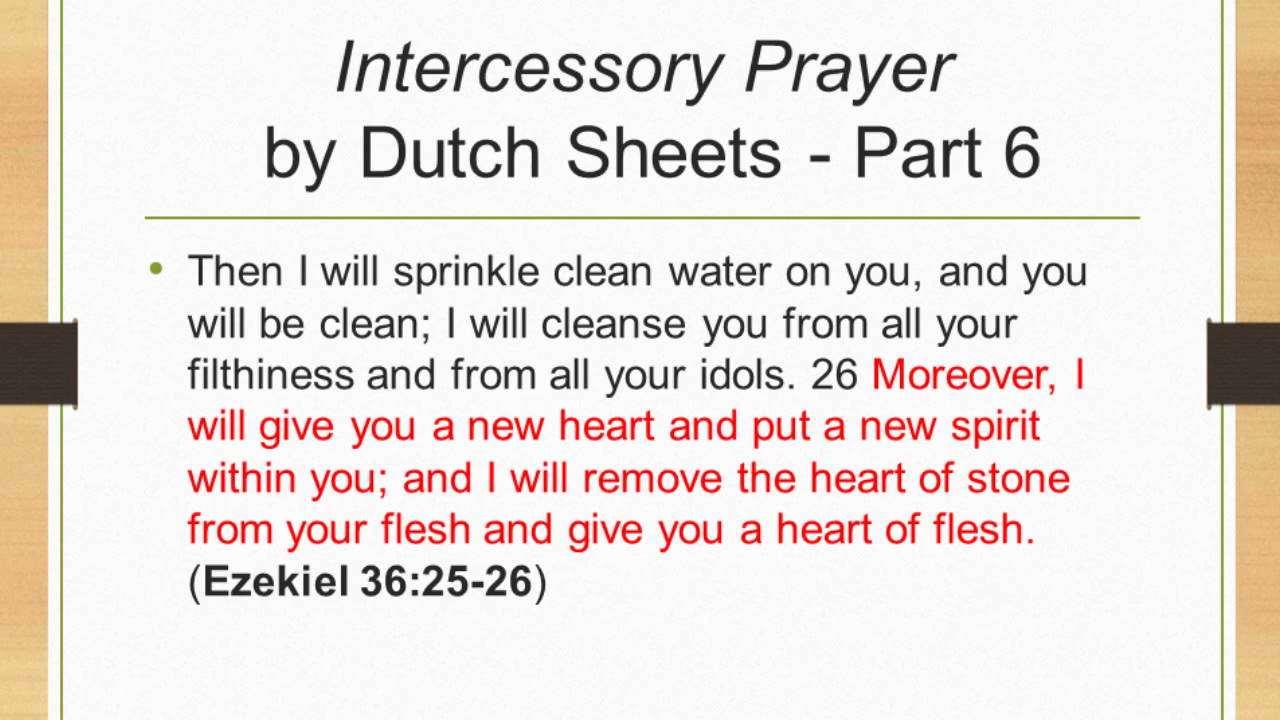 Intercessory Prayer
by Dutch Sheets - Part 6
• Then I will sprinkle clean water on you, and you
will be clean; I will cleanse you from all your
filthiness and from all your idols. 26 Moreover, I
will give you a new heart and put a new spirit
within you; and I will remove the heart of stone
from your flesh and give you a heart of flesh.
(Ezekiel 36:25-26)